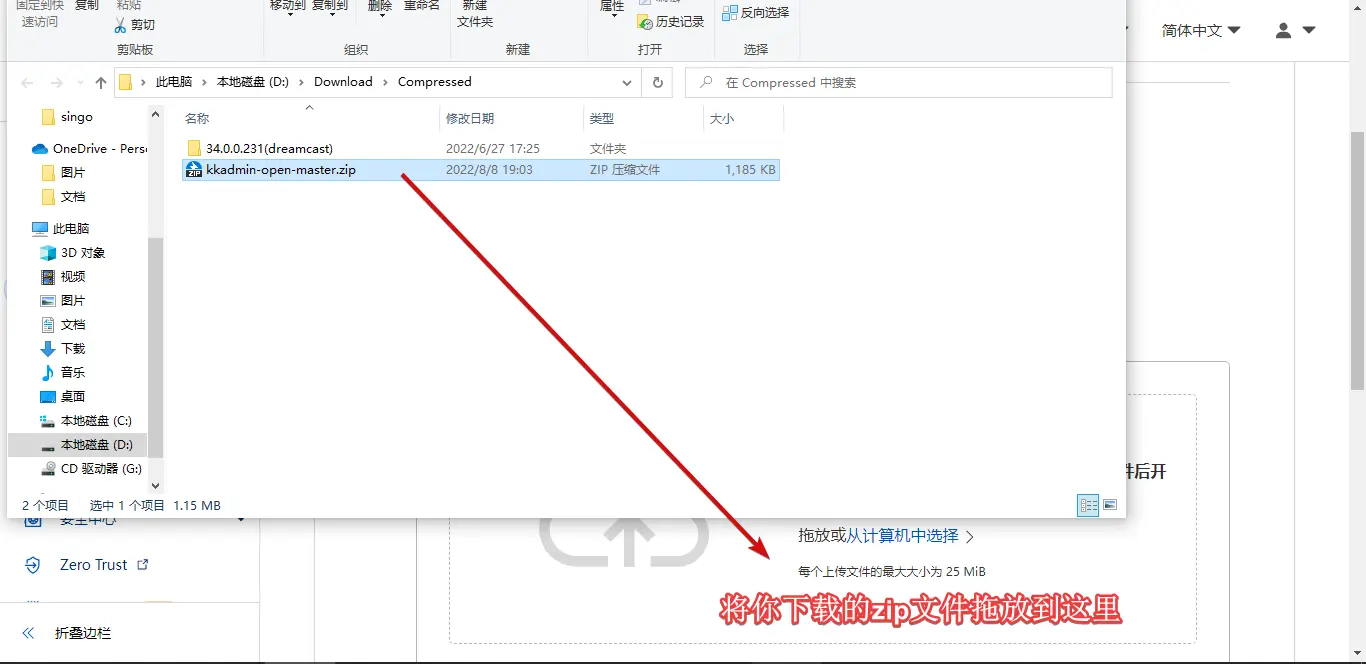 固定到快
速访问
复制
粘贴
剪切
剪贴板
移动到 复制到
删除 重命名
组织
新建
文件夹
新建
属性
历史记录
打开
反向选择
选择
简体中文
此电脑 › 本地磁盘 (D:) › Download › Compressed
在 Compressed 中搜索
名称 修改日期 类型 大小
34.0.0.231(dreamcast) 2022/6/27 17:25 文件夹
kkadmin-open-master.zip 2022/8/8 19:03 ZIP 压缩文件 1,185 KB
singo
OneDrive - Perso
图片
文档
此电脑
3D 对象
视频
图片
文档
下载
音乐
桌面
本地磁盘 (C:)
本地磁盘 (D:)
CD 驱动器 (G:)
2 个项目 选中 1 个项目 1.15 MB
件后开
安全中心
Zero Trust
折叠边栏
拖放或从计算机中选择
每个上传文件的最大大小为 25 MiB
将你下载的zip文件拖放到这里